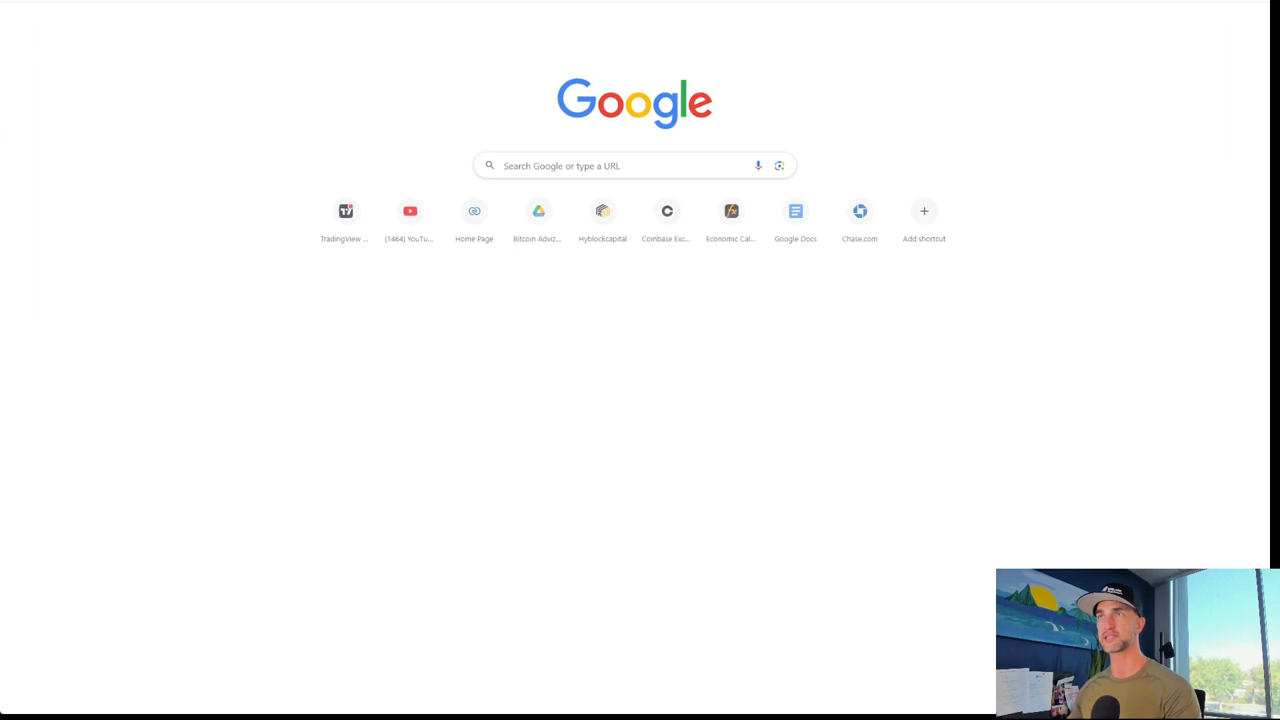 Google
Search Google or type a URL
TradingView ...
(1464) YouTu...
Home Page
Bitcoin Adviz...
Hyblockcapital
Coinbase Exc...
Economic Cal...
Google Docs
Chase.com
Add shortcut